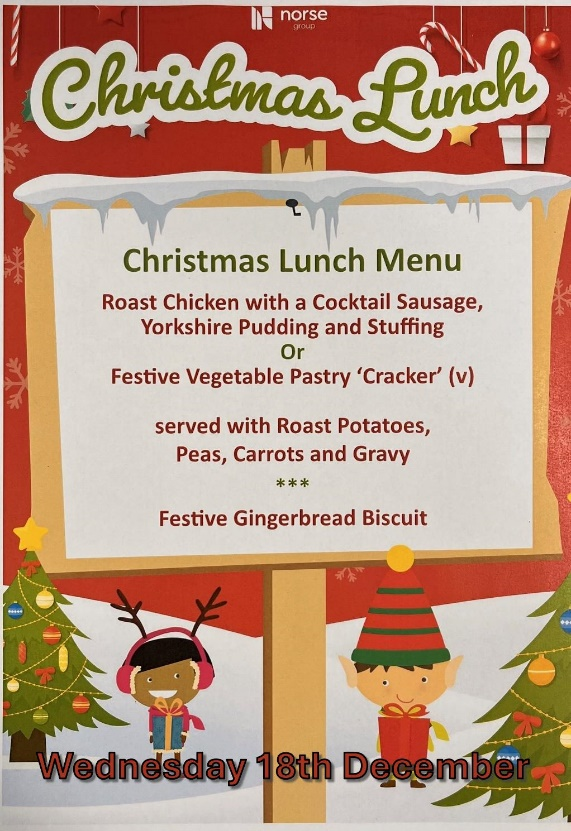 norse
group
Christmas Lunch
Christmas Lunch Menu
Roast Chicken with a Cocktail Sausage,
Yorkshire Pudding and Stuffing
Or
Festive Vegetable Pastry ‘Cracker’ (v)
served with Roast Potatoes,
Peas, Carrots and Gravy
***
Festive Gingerbread Biscuit
Wednesday 18th December